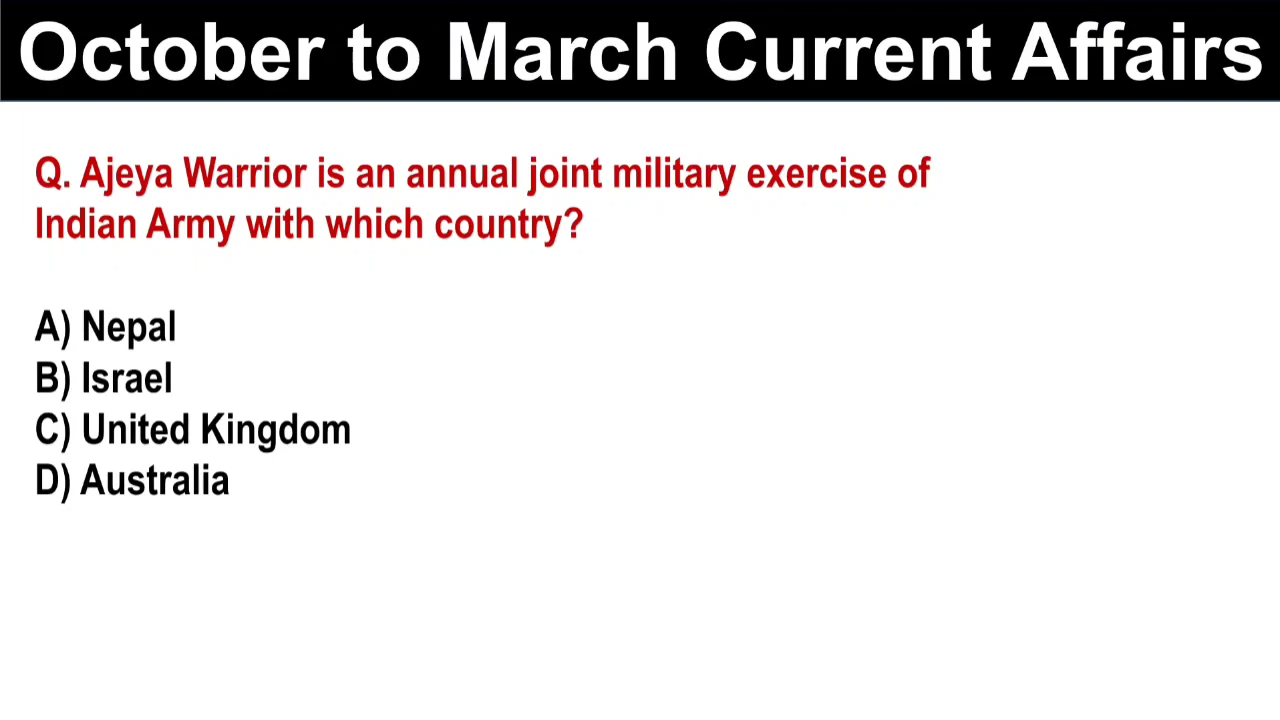 October to March Current Affairs
Q. Ajeya Warrior is an annual joint military exercise of
Indian Army with which country?
A) Nepal
B) Israel
C) United Kingdom
D) Australia